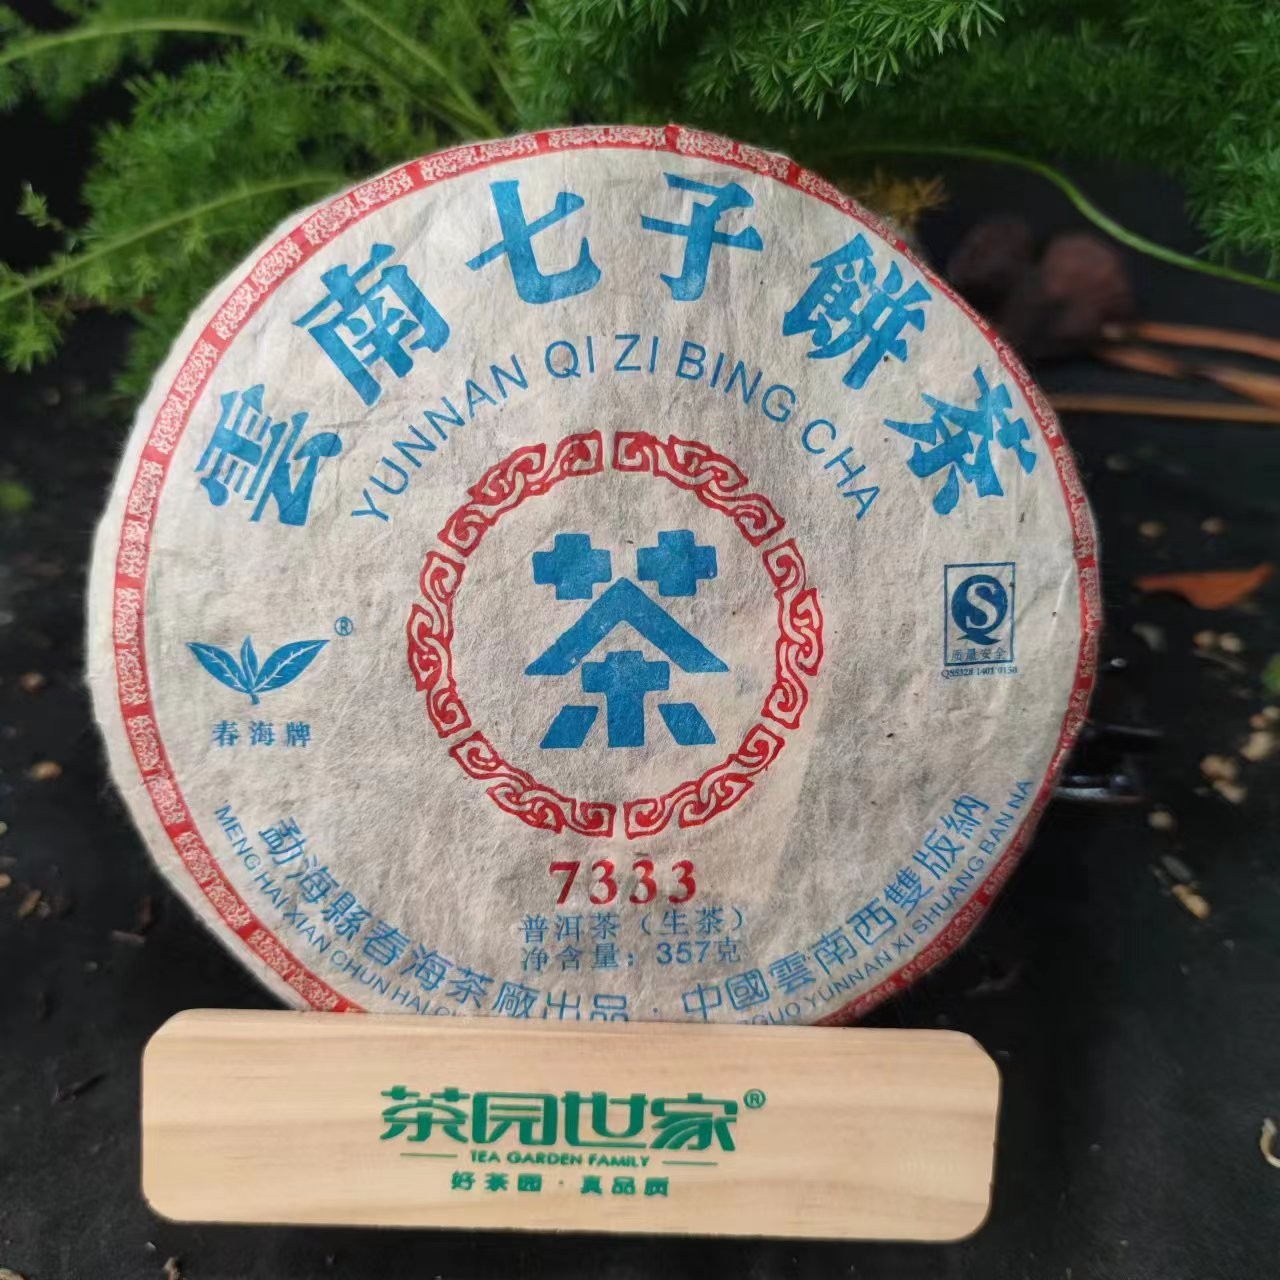 雲南七子餅茶
YUNNAN QI ZI BING CHA
茶
®
春海牌
S
质量安全
QS5328 1401 0138
7333
普洱茶（生茶）
净含量：357克
勐海縣春海茶廠出品·中國雲南西雙版納
MENG HAI XIAN CHUN HAI YUNNAN XI SHUANG BAN NA
茶园世家®
TEA GARDEN FAMILY
好茶园·真品质